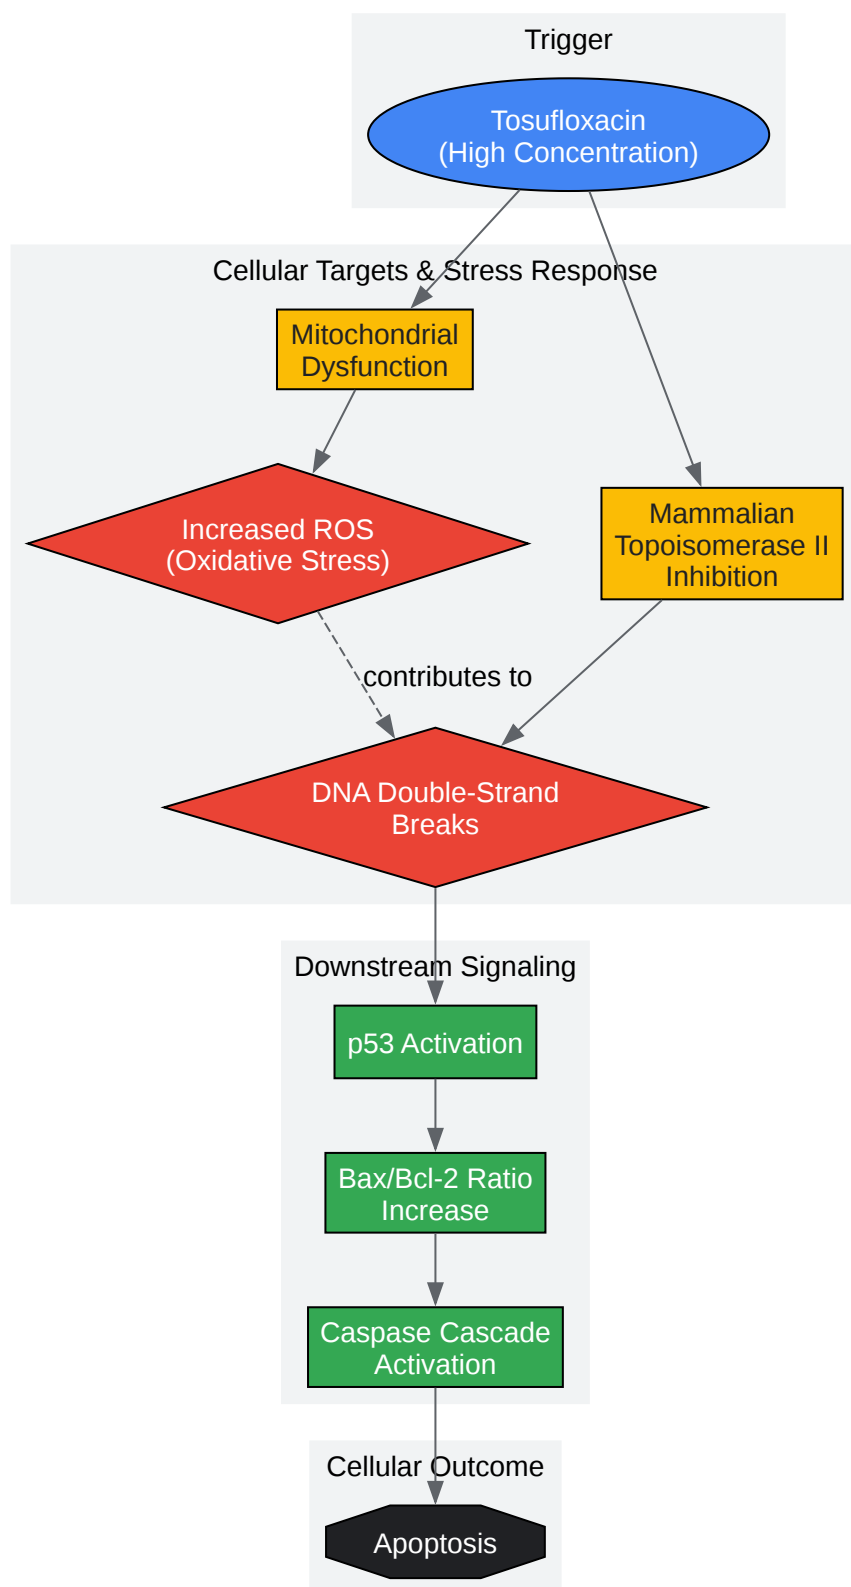 Trigger
Tosufloxacin
(High Concentration)
Cellular Targets & Stress Response
Mitochondrial
Dysfunction
Increased ROS
(Oxidative Stress)
Mammalian
Topoisomerase II
Inhibition
contributes to
DNA Double-Strand
Breaks
Downstream Signaling
p53 Activation
Bax/Bcl-2 Ratio
Increase
Caspase Cascade
Activation
Cellular Outcome
Apoptosis